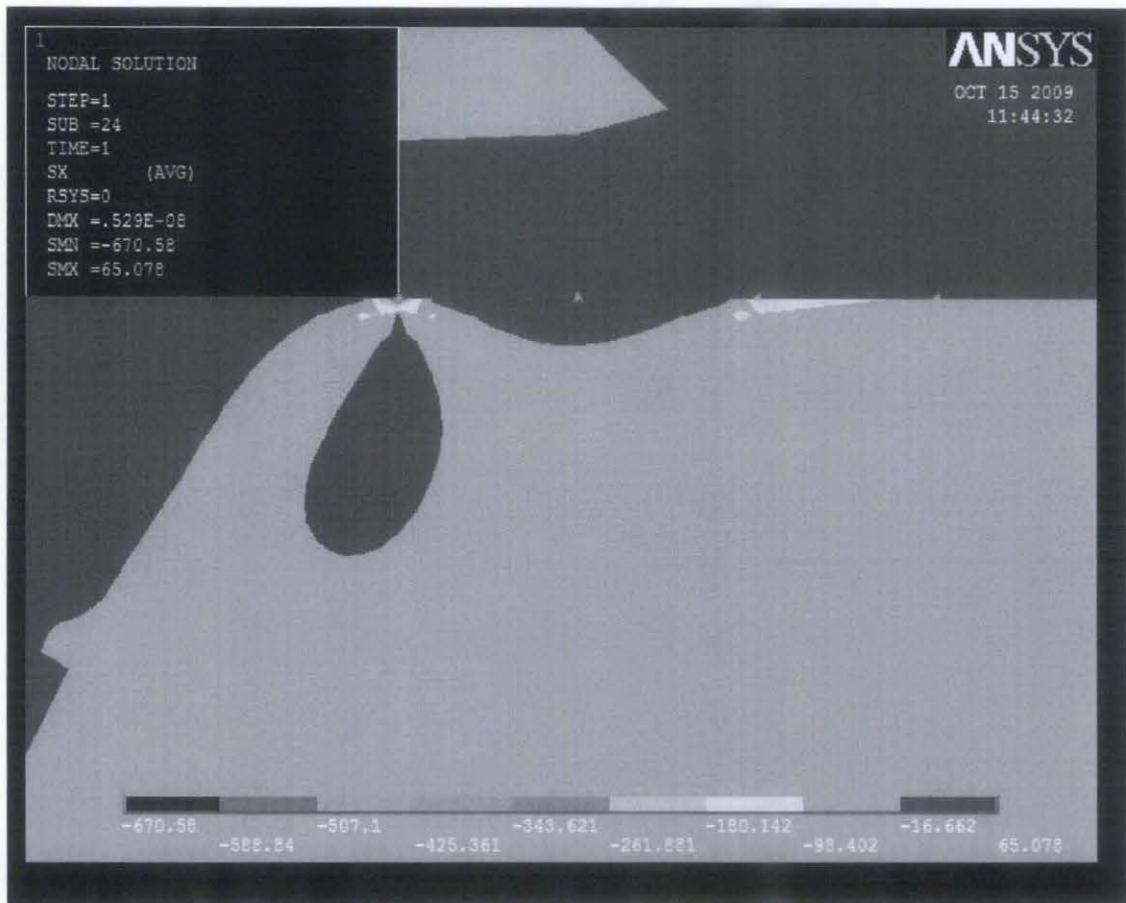 1
NODAL SOLUTION
STEP=1
SUB =24
TIME=1
SX (AVG)
RSYS=0
DMX =.529E-08
SMN =-670.58
SMX =65.078
ANSYS
OCT 15 2009
11:44:32
-670.58 -507.1 -343.621 -180.142 -16.662
-588.84 -425.361 -261.881 -98.402 65.078